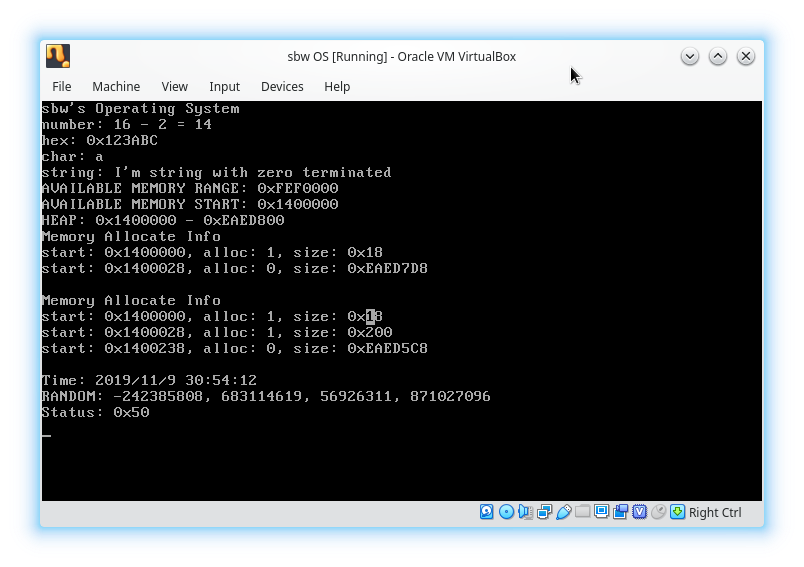 sbw OS [Running] - Oracle VM VirtualBox
File Machine View Input Devices Help
sbw's Operating System
number: 16 - 2 = 14
hex: 0x123ABC
char: a
string: I'm string with zero terminated
AVAILABLE MEMORY RANGE: 0xFEF0000
AVAILABLE MEMORY START: 0x1400000
HEAP: 0x1400000 - 0xEAED800
Memory Allocate Info
start: 0x1400000, alloc: 1, size: 0x18
start: 0x1400028, alloc: 0, size: 0xEAED7D8
Memory Allocate Info
start: 0x1400000, alloc: 1, size: 0x18
start: 0x1400028, alloc: 1, size: 0x200
start: 0x1400238, alloc: 0, size: 0xEAED5C8
Time: 2019/11/9 30:54:12
RANDOM: -242385808, 683114619, 56926311, 871027096
Status: 0x50
_
Right Ctrl